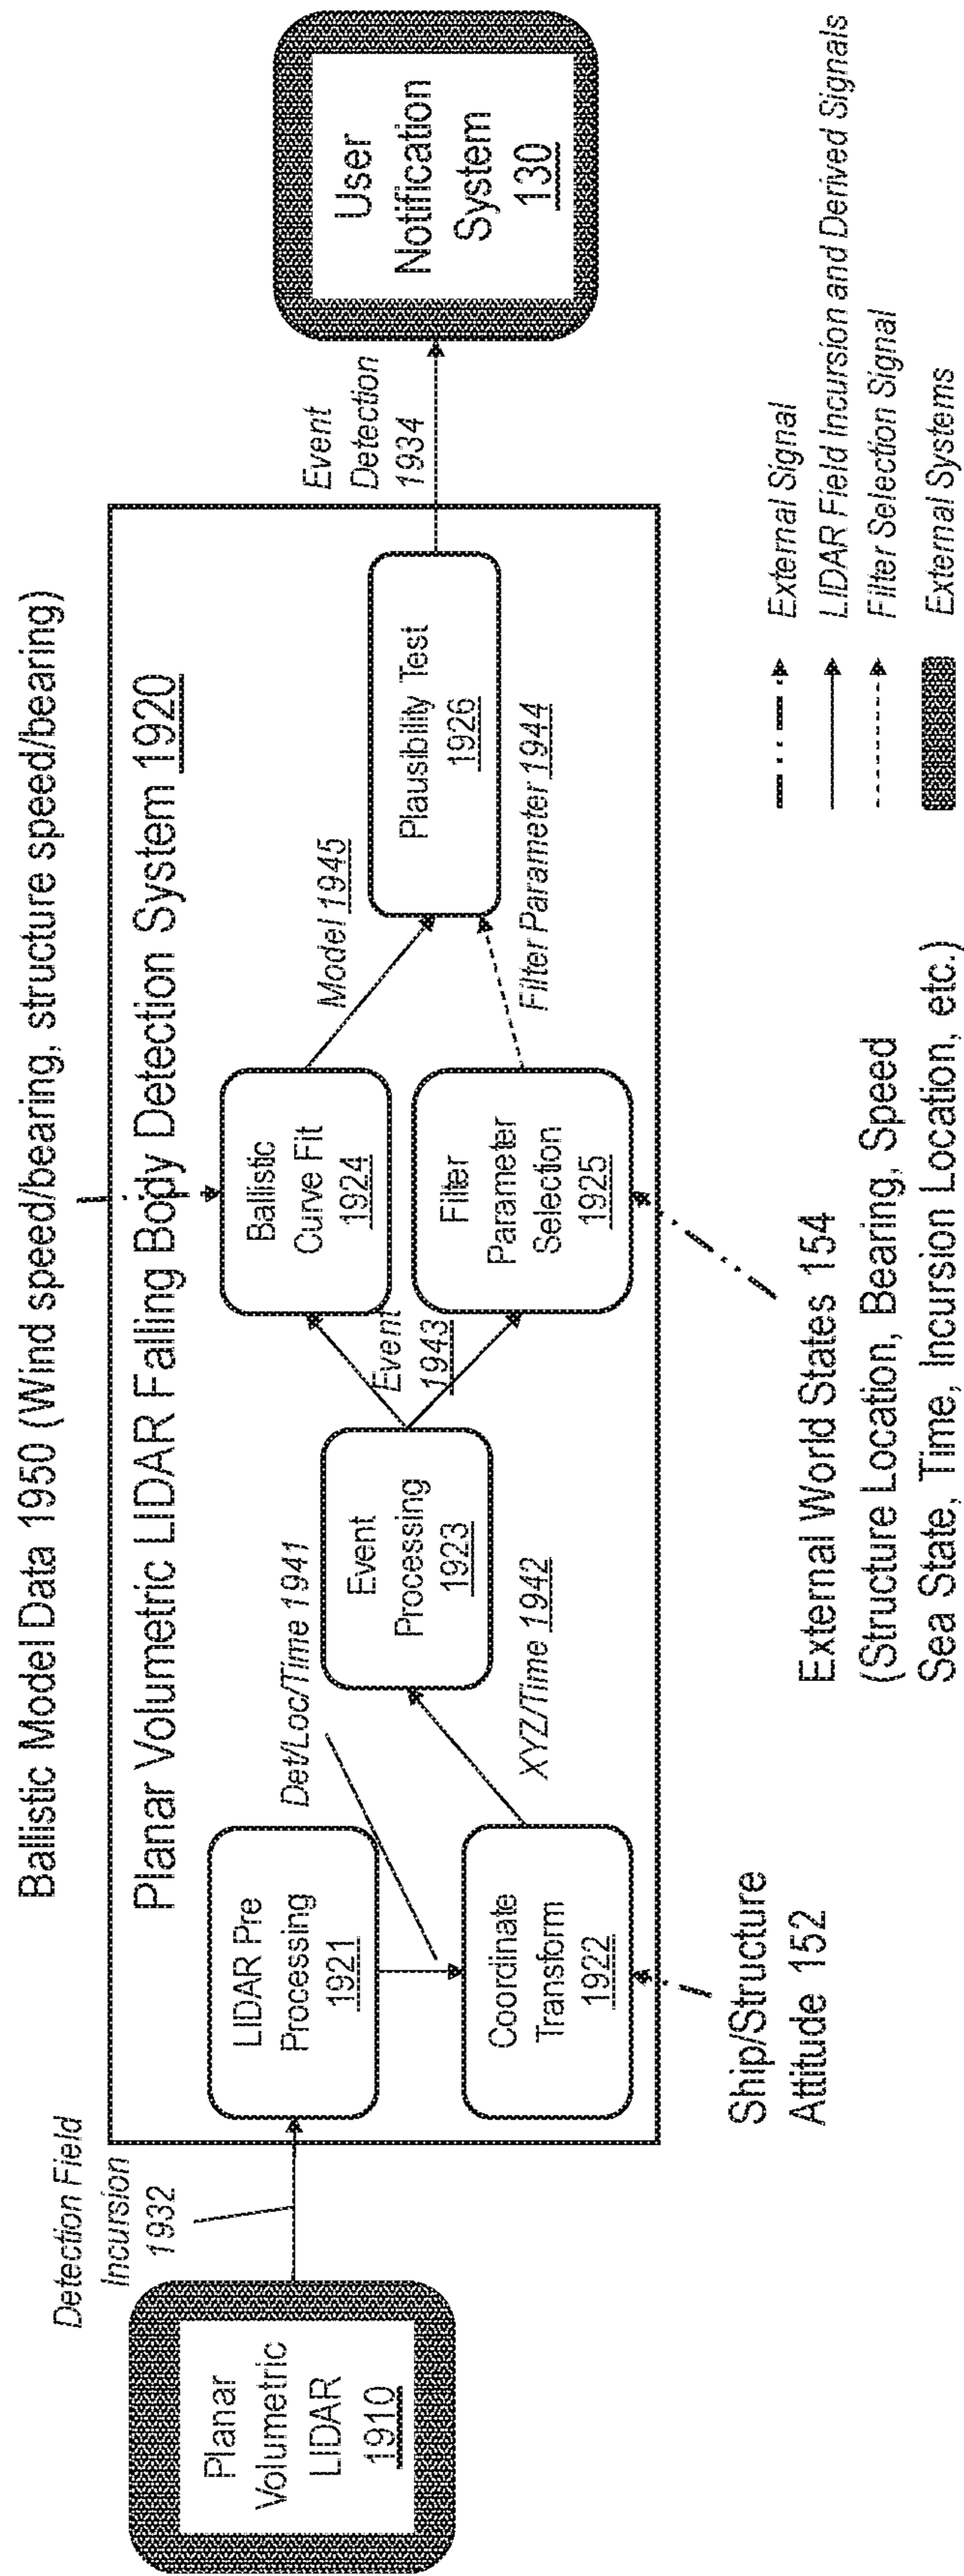 Ballistic Model Data 1950 (Wind speed/bearing, structure speed/bearing)
Planar Volumetric LIDAR Falling Body Detection System 1920
Detection Field
Incursion
1932
Planar
Volumetric
LIDAR
1910
LIDAR Pre
Processing
1921
Det/Loc/Time 1941
Coordinate
Transform
1922
XYZ/Time 1942
Ship/Structure
Attitude 152
Event
Processing
1923
Event
1943
Ballistic
Curve Fit
1924
Filter
Parameter
Selection
1925
Model 1945
Filter Parameter 1944
Plausibility Test
1926
Event
Detection
1934
User
Notification
System
130
External World States 154
(Structure Location, Bearing, Speed
Sea State, Time, Incursion Location, etc.)
External Signal
LIDAR Field Incursion and Derived Signals
Filter Selection Signal
External Systems